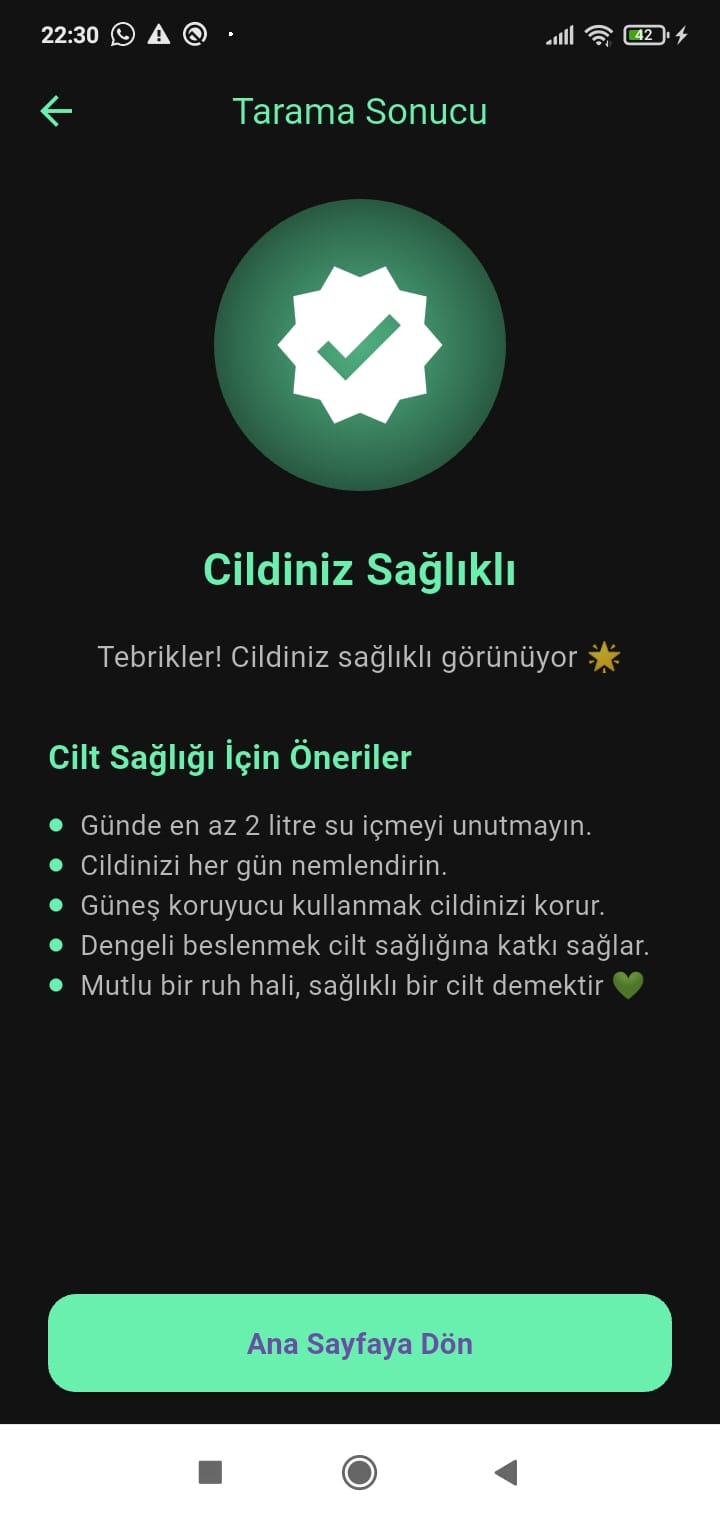 22:30
42
Tarama Sonucu
Cildiniz Sağlıklı
Tebrikler! Cildiniz sağlıklı görünüyor 🌟
Cilt Sağlığı İçin Öneriler
● Günde en az 2 litre su içmeyi unutmayın.
● Cildinizi her gün nemlendirin.
● Güneş koruyucu kullanmak cildinizi korur.
● Dengeli beslenmek cilt sağlığına katkı sağlar.
● Mutlu bir ruh hali, sağlıklı bir cilt demektir 💚
Ana Sayfaya Dön